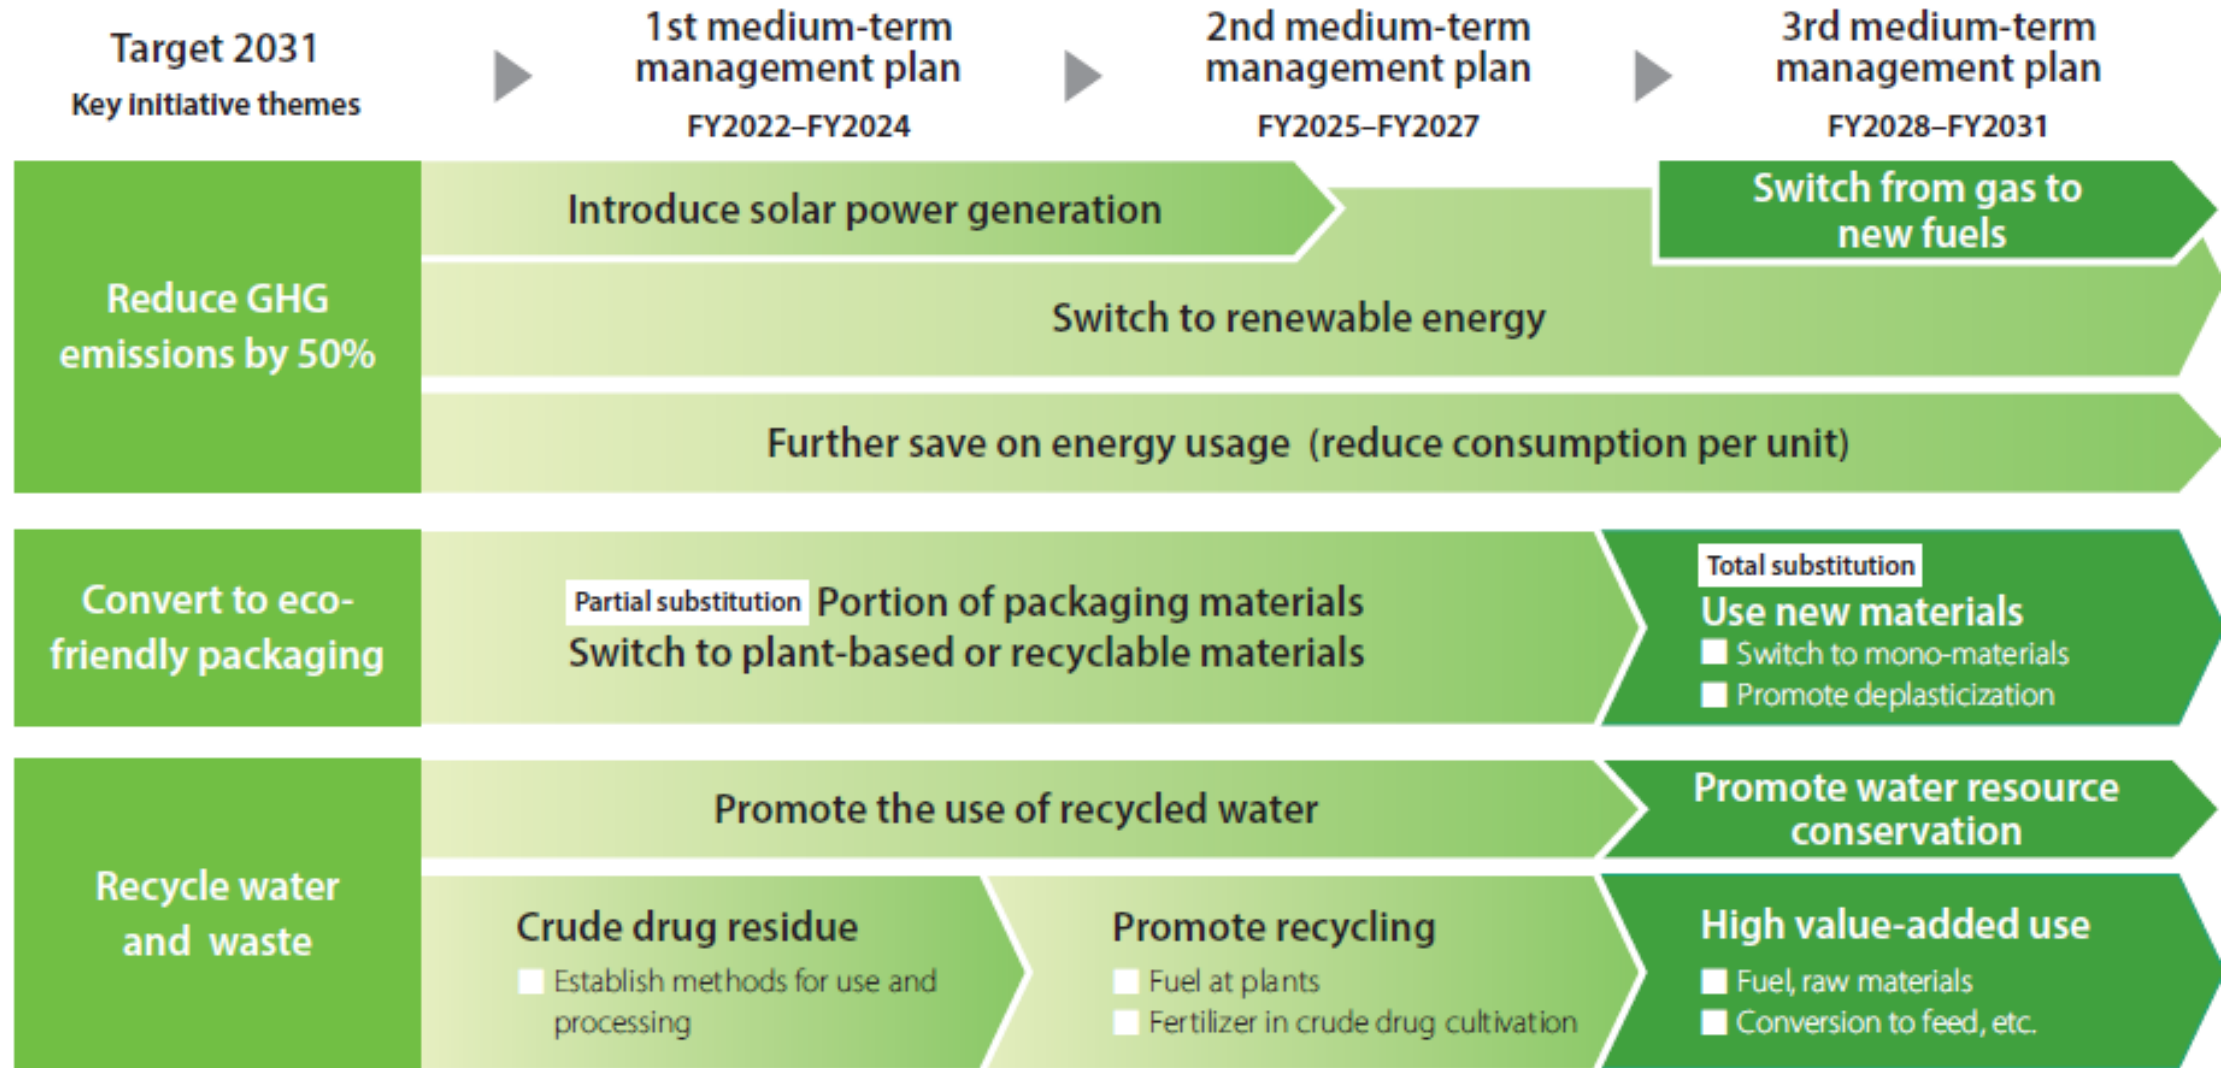 Target 2031
Key initiative themes
1st medium-term
management plan
FY2022–FY2024
2nd medium-term
management plan
FY2025–FY2027
3rd medium-term
management plan
FY2028–FY2031
Reduce GHG
emissions by 50%
Introduce solar power generation
Switch from gas to
new fuels
Switch to renewable energy
Further save on energy usage (reduce consumption per unit)
Convert to eco-
friendly packaging
Partial substitution Portion of packaging materials
Switch to plant-based or recyclable materials
Total substitution
Use new materials
Switch to mono-materials
Promote deplasticization
Recycle water
and waste
Promote the use of recycled water
Promote water resource
conservation
Crude drug residue
Establish methods for use and
processing
Promote recycling
Fuel at plants
Fertilizer in crude drug cultivation
High value-added use
Fuel, raw materials
Conversion to feed, etc.